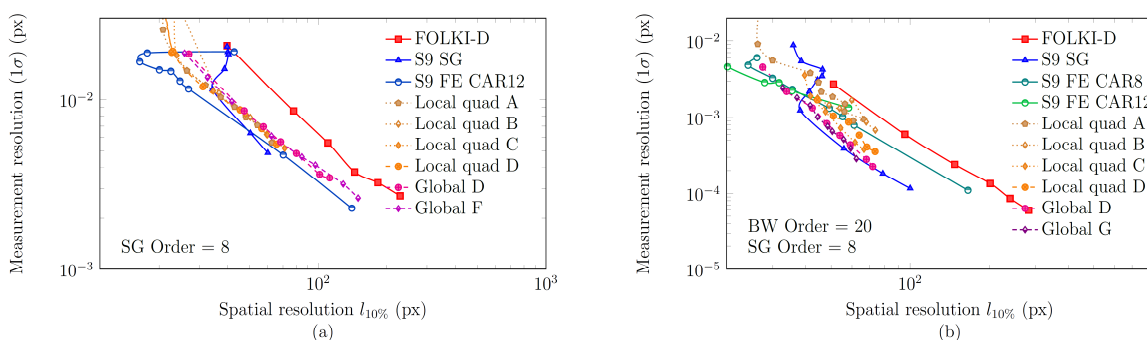 Measurement resolution (1σ) (px)
10⁻²
10⁻³
FOLKI-D
S9 SG
S9 FE CAR12
Local quad A
Local quad B
Local quad C
Local quad D
Global D
Global F
SG Order = 8
10²
10³
Spatial resolution l10% (px)
(a)
Measurement resolution (1σ) (px)
10⁻²
10⁻³
10⁻⁴
10⁻⁵
FOLKI-D
S9 SG
S9 FE CAR8
S9 FE CAR12
Local quad A
Local quad B
Local quad C
Local quad D
Global D
Global G
BW Order = 20
SG Order = 8
10²
Spatial resolution l10% (px)
(b)